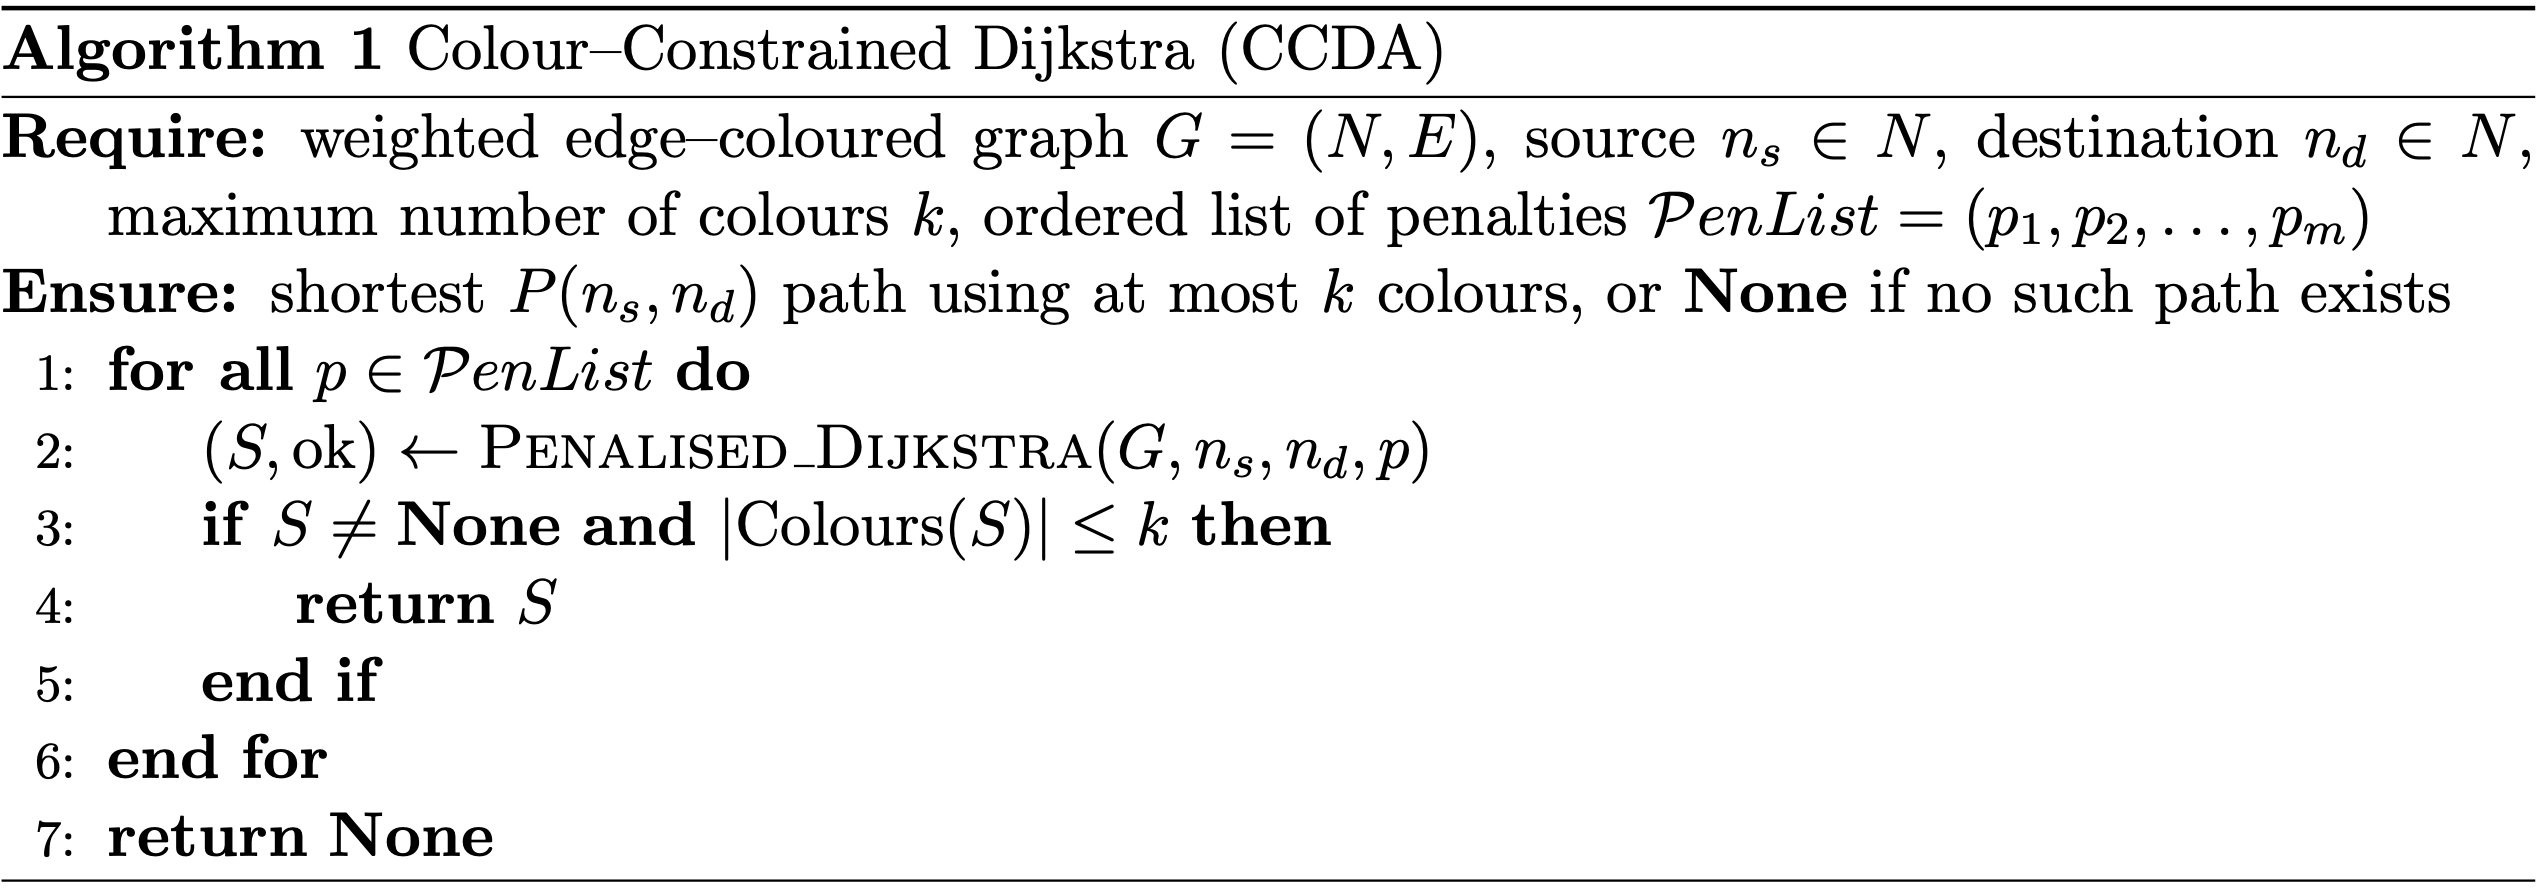 Algorithm 1 Colour–Constrained Dijkstra (CCDA)
Require: weighted edge–coloured graph G = (N, E), source n_s ∈ N, destination n_d ∈ N,
maximum number of colours k, ordered list of penalties 𝒫enList = (p_1, p_2, . . . , p_m)
Ensure: shortest P(n_s, n_d) path using at most k colours, or None if no such path exists
1: for all p ∈ 𝒫enList do
2: (S, ok) ← PENALISED_DIJKSTRA(G, n_s, n_d, p)
3: if S ≠ None and |Colours(S)| ≤ k then
4: return S
5: end if
6: end for
7: return None